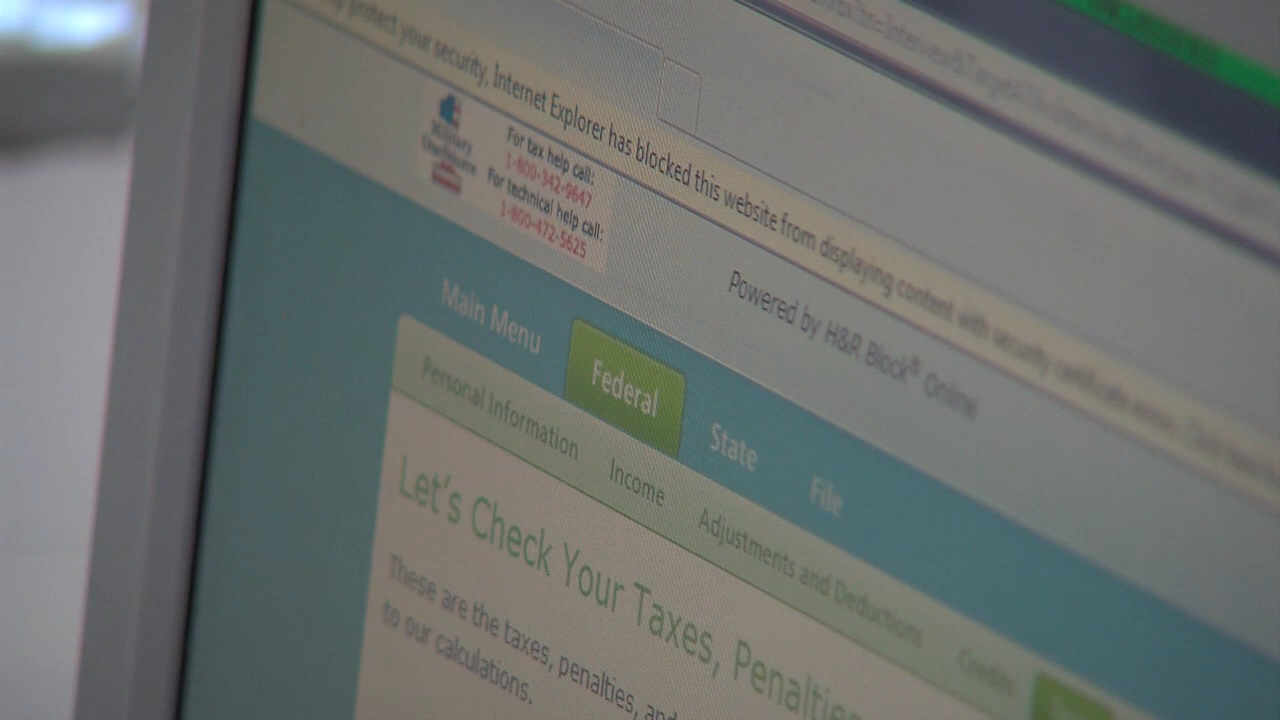 protect your security, Internet Explorer has blocked this website from displaying content with security certificate errors.
Military
OneSource
For tax help call:
1-800-342-9647
For technical help call:
1-800-472-5625
Powered by H&R Block® Online
Main Menu
Federal
State
File
Personal Information
Income
Adjustments and Deductions
Credits
Let's Check Your Taxes, Penalties
These are the taxes, penalties, and
to our calculations.